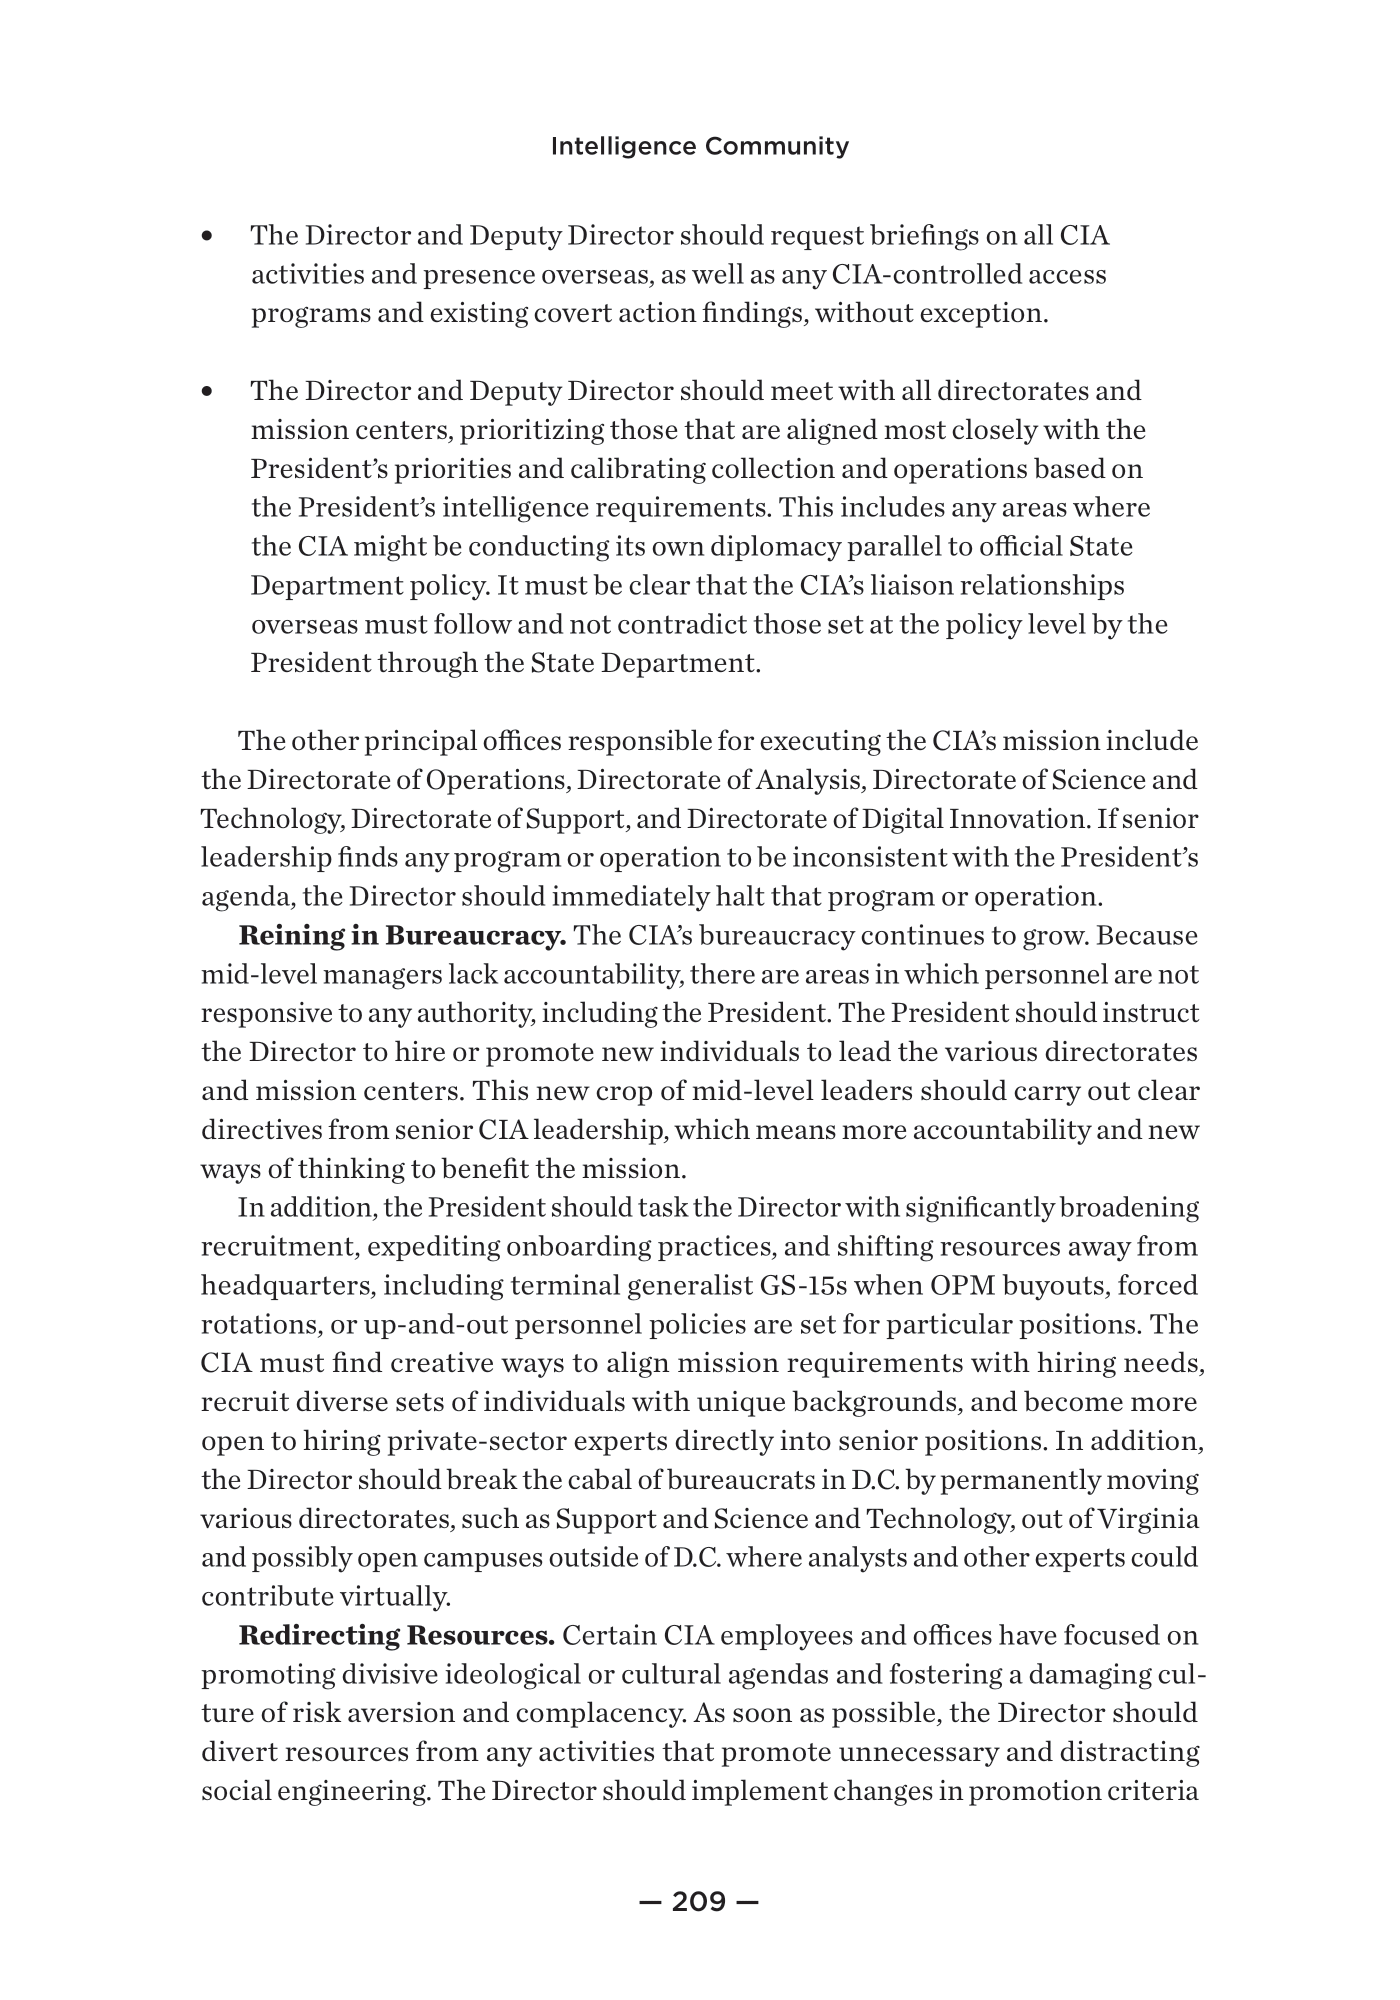 Intelligence Community
• The Director and Deputy Director should request briefings on all CIA
activities and presence overseas, as well as any CIA-controlled access
programs and existing covert action findings, without exception.
• The Director and Deputy Director should meet with all directorates and
mission centers, prioritizing those that are aligned most closely with the
President’s priorities and calibrating collection and operations based on
the President’s intelligence requirements. This includes any areas where
the CIA might be conducting its own diplomacy parallel to official State
Department policy. It must be clear that the CIA’s liaison relationships
overseas must follow and not contradict those set at the policy level by the
President through the State Department.
The other principal offices responsible for executing the CIA’s mission include
the Directorate of Operations, Directorate of Analysis, Directorate of Science and
Technology, Directorate of Support, and Directorate of Digital Innovation. If senior
leadership finds any program or operation to be inconsistent with the President’s
agenda, the Director should immediately halt that program or operation.
Reining in Bureaucracy. The CIA’s bureaucracy continues to grow. Because
mid-level managers lack accountability, there are areas in which personnel are not
responsive to any authority, including the President. The President should instruct
the Director to hire or promote new individuals to lead the various directorates
and mission centers. This new crop of mid-level leaders should carry out clear
directives from senior CIA leadership, which means more accountability and new
ways of thinking to benefit the mission.
In addition, the President should task the Director with significantly broadening
recruitment, expediting onboarding practices, and shifting resources away from
headquarters, including terminal generalist GS-15s when OPM buyouts, forced
rotations, or up-and-out personnel policies are set for particular positions. The
CIA must find creative ways to align mission requirements with hiring needs,
recruit diverse sets of individuals with unique backgrounds, and become more
open to hiring private-sector experts directly into senior positions. In addition,
the Director should break the cabal of bureaucrats in D.C. by permanently moving
various directorates, such as Support and Science and Technology, out of Virginia
and possibly open campuses outside of D.C. where analysts and other experts could
contribute virtually.
Redirecting Resources. Certain CIA employees and offices have focused on
promoting divisive ideological or cultural agendas and fostering a damaging cul-
ture of risk aversion and complacency. As soon as possible, the Director should
divert resources from any activities that promote unnecessary and distracting
social engineering. The Director should implement changes in promotion criteria
— 209 —